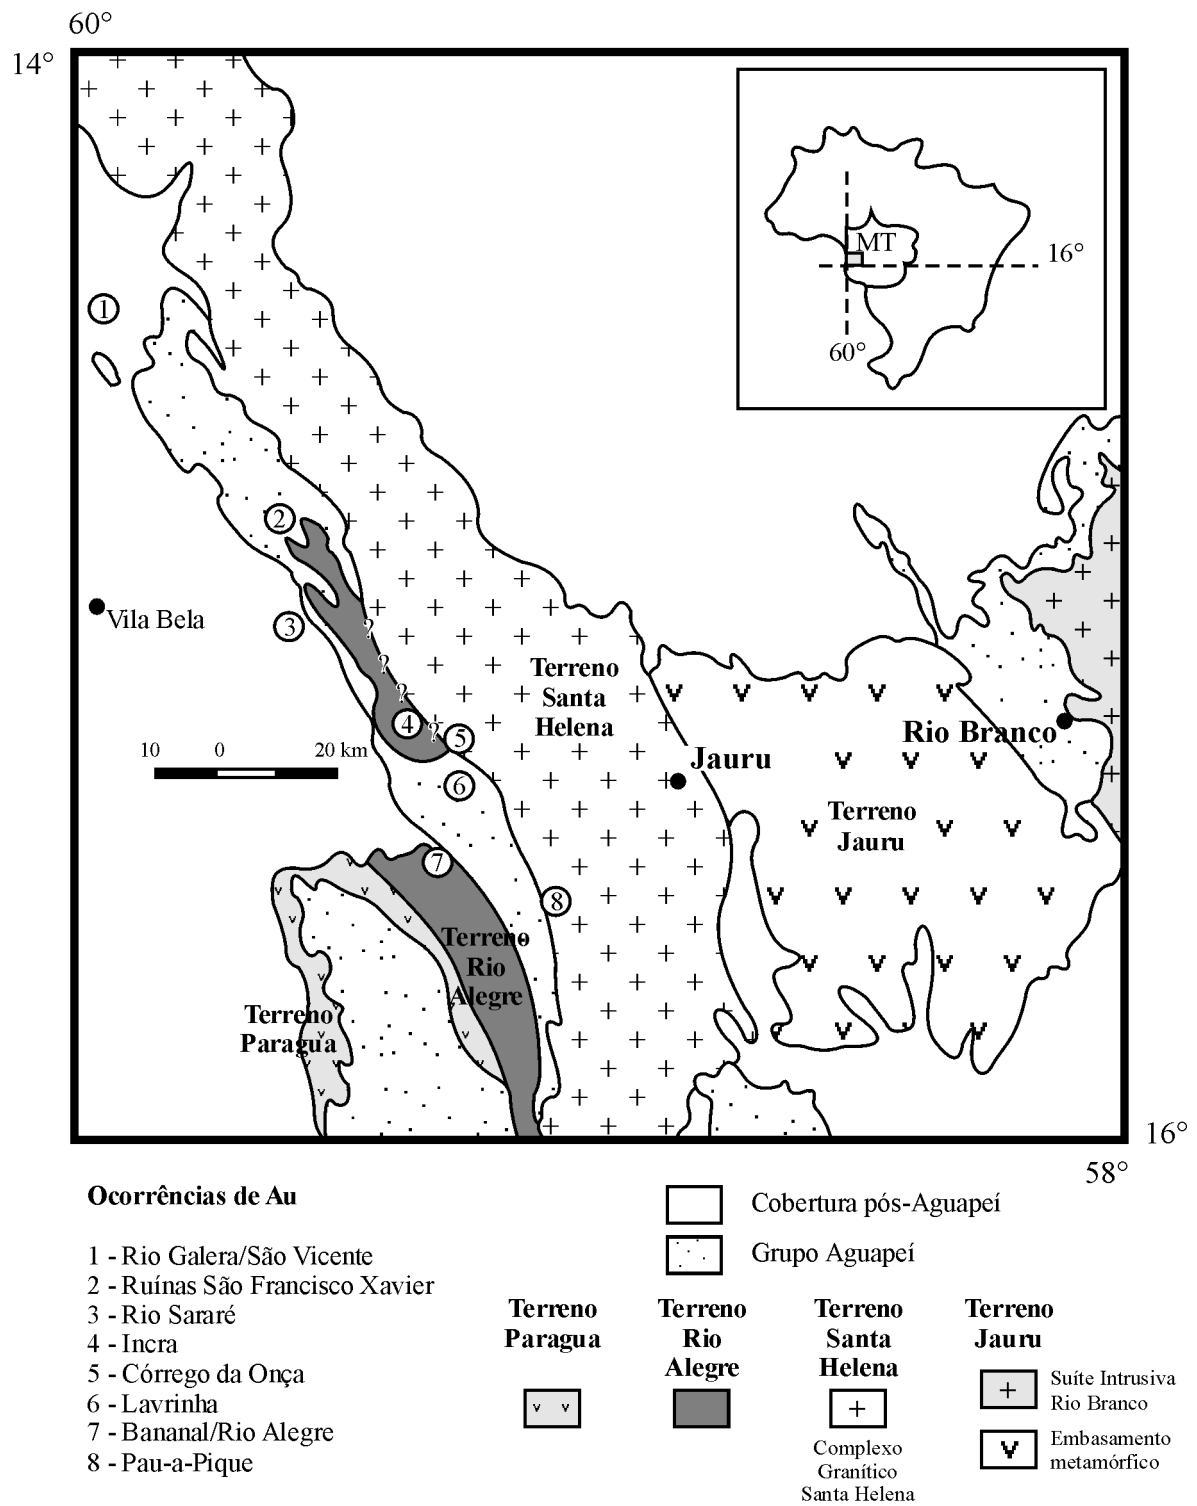 60°
14°
MT
16°
60°
1
2
Vila Bela
3
?
?
?
4
?
5
Terreno
Santa
Helena
Rio Branco
Jauru
10 0 20 km
6
Terreno
Jauru
7
8
Terreno
Rio
Alegre
Terreno
Paragua
16°
58°
Ocorrências de Au
1 - Rio Galera/São Vicente
2 - Ruínas São Francisco Xavier
3 - Rio Sararé
4 - Incra
5 - Córrego da Onça
6 - Lavrinha
7 - Bananal/Rio Alegre
8 - Pau-a-Pique
Cobertura pós-Aguapeí
Grupo Aguapeí
Terreno
Paragua
Terreno
Rio
Alegre
Terreno
Santa
Helena
Complexo
Granítico
Santa Helena
Terreno
Jauru
Suíte Intrusiva
Rio Branco
Embasamento
metamórfico